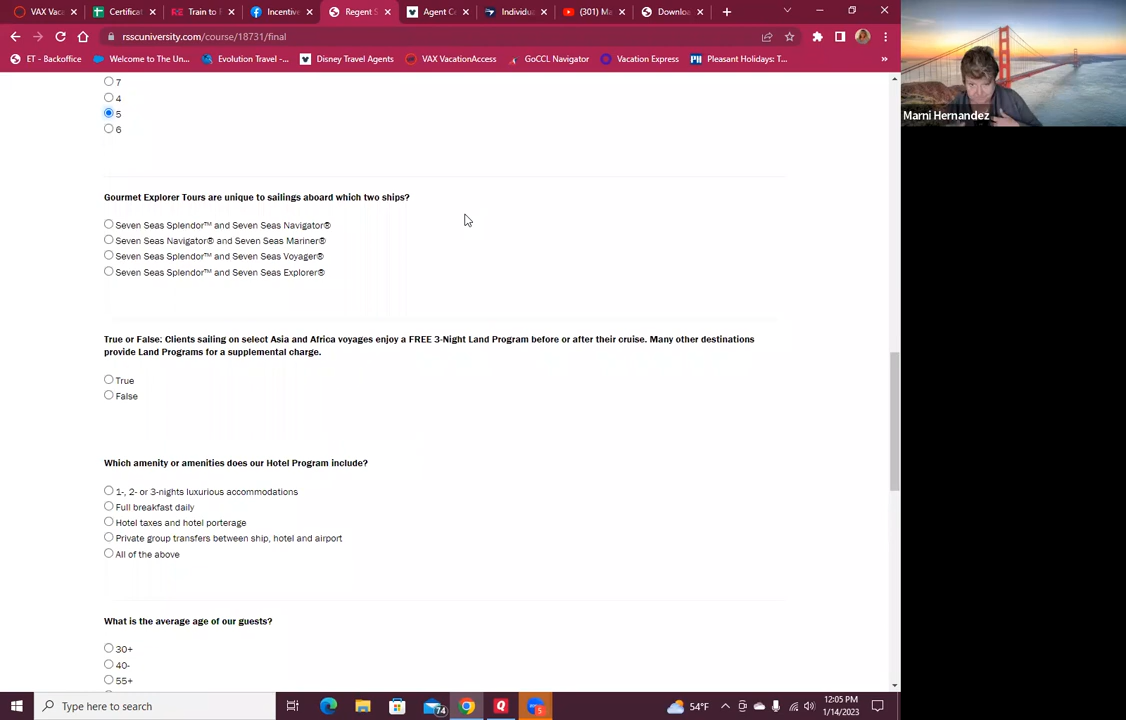 VAX Vaca
Certificat
Train to F
Incentive
Regent S
Agent Ce
Individua
(301) Ma
Downloa
rsscuniversity.com/course/18731/final
ET - Backoffice
Welcome to The Un...
Evolution Travel -...
Disney Travel Agents
VAX VacationAccess
GoCCL Navigator
Vacation Express
Pleasant Holidays: T...
»
7
4
5
6
Gourmet Explorer Tours are unique to sailings aboard which two ships?
Seven Seas Splendor™ and Seven Seas Navigator®
Seven Seas Navigator® and Seven Seas Mariner®
Seven Seas Splendor™ and Seven Seas Voyager®
Seven Seas Splendor™ and Seven Seas Explorer®
True or False: Clients sailing on select Asia and Africa voyages enjoy a FREE 3-Night Land Program before or after their cruise. Many other destinations
provide Land Programs for a supplemental charge.
True
False
Which amenity or amenities does our Hotel Program include?
1-, 2- or 3-nights luxurious accommodations
Full breakfast daily
Hotel taxes and hotel porterage
Private group transfers between ship, hotel and airport
All of the above
What is the average age of our guests?
30+
40-
55+
Marni Hernandez
Type here to search
74
5
54°F
12:05 PM
1/14/2023